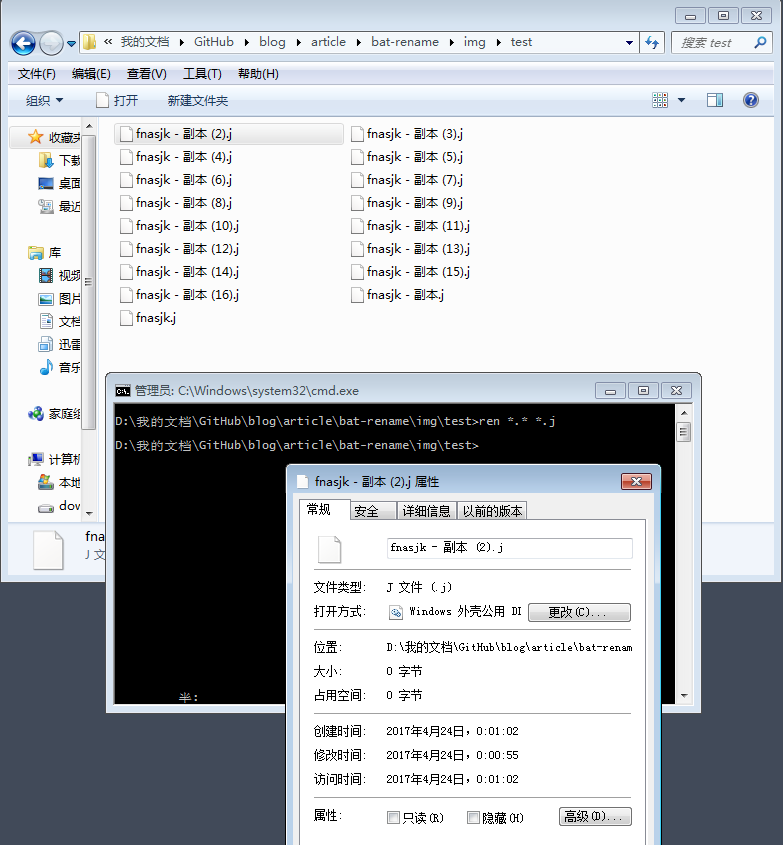 « 我的文档 ▸ GitHub ▸ blog ▸ article ▸ bat-rename ▸ img ▸ test
搜索 test
文件(F) 编辑(E) 查看(V) 工具(T) 帮助(H)
组织 打开 新建文件夹
收藏夹
下载
桌面
最近
库
视频
图片
文档
迅雷
音乐
家庭组
计算机
本地
dow
fnasjk - 副本 (2).j fnasjk - 副本 (3).j
fnasjk - 副本 (4).j fnasjk - 副本 (5).j
fnasjk - 副本 (6).j fnasjk - 副本 (7).j
fnasjk - 副本 (8).j fnasjk - 副本 (9).j
fnasjk - 副本 (10).j fnasjk - 副本 (11).j
fnasjk - 副本 (12).j fnasjk - 副本 (13).j
fnasjk - 副本 (14).j fnasjk - 副本 (15).j
fnasjk - 副本 (16).j fnasjk - 副本.j
fnasjk.j
fna
J 文
管理员: C:\Windows\system32\cmd.exe
D:\我的文档\GitHub\blog\article\bat-rename\img\test>ren *.* *.j
D:\我的文档\GitHub\blog\article\bat-rename\img\test>
半:
fnasjk - 副本 (2).j 属性
常规 安全 详细信息 以前的版本
fnasjk - 副本 (2).j
文件类型: J 文件 (.j)
打开方式: Windows 外壳公用 Dl 更改(C)...
位置: D:\我的文档\GitHub\blog\article\bat-renam
大小: 0 字节
占用空间: 0 字节
创建时间: 2017年4月24日，0:01:02
修改时间: 2017年4月24日，0:00:55
访问时间: 2017年4月24日，0:01:02
属性: 只读(R) 隐藏(H) 高级(D)...